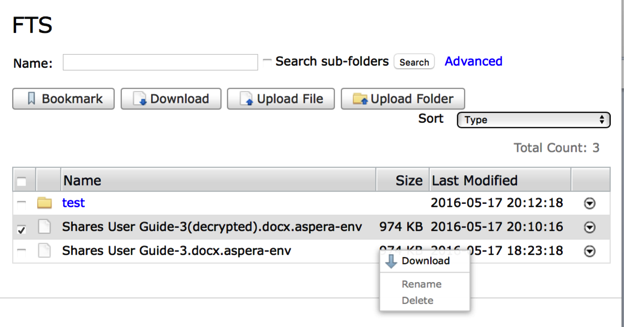 FTS
Name: Search sub-folders Search Advanced
Bookmark Download Upload File Upload Folder
Sort Type
Total Count: 3
Name Size Last Modified
test 2016-05-17 20:12:18
Shares User Guide-3(decrypted).docx.aspera-env 974 KB 2016-05-17 20:10:16
Shares User Guide-3.docx.aspera-env 974 KB 2016-05-17 18:23:18
Download
Rename
Delete